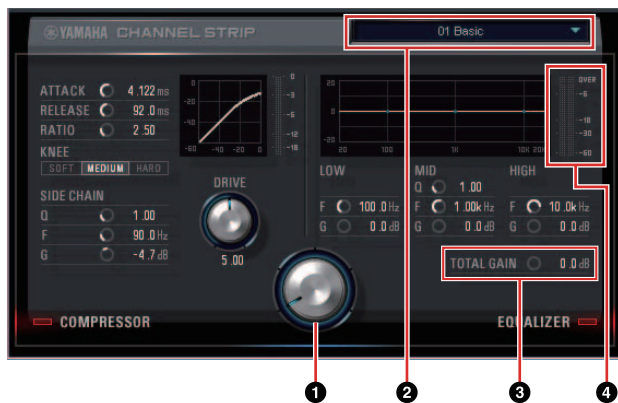 YAMAHA CHANNEL STRIP
01 Basic
ATTACK 4.122 ms
RELEASE 92.0 ms
RATIO 2.50
KNEE
SOFT MEDIUM HARD
SIDE CHAIN
Q 1.00
F 90.0 Hz
G -4.7 dB
0
-20
-40
-60 -40 -20 0
0
-3
-6
-12
-18
DRIVE
5.00
20
0
-20
20 100 1K 10K 20K
OVER
-6
-18
-30
-60
LOW
F 100.0 Hz
G 0.0 dB
MID
Q 1.00
F 1.00k Hz
G 0.0 dB
HIGH
F 10.0k Hz
G 0.0 dB
TOTAL GAIN 0.0 dB
COMPRESSOR
EQUALIZER
1 2 3 4